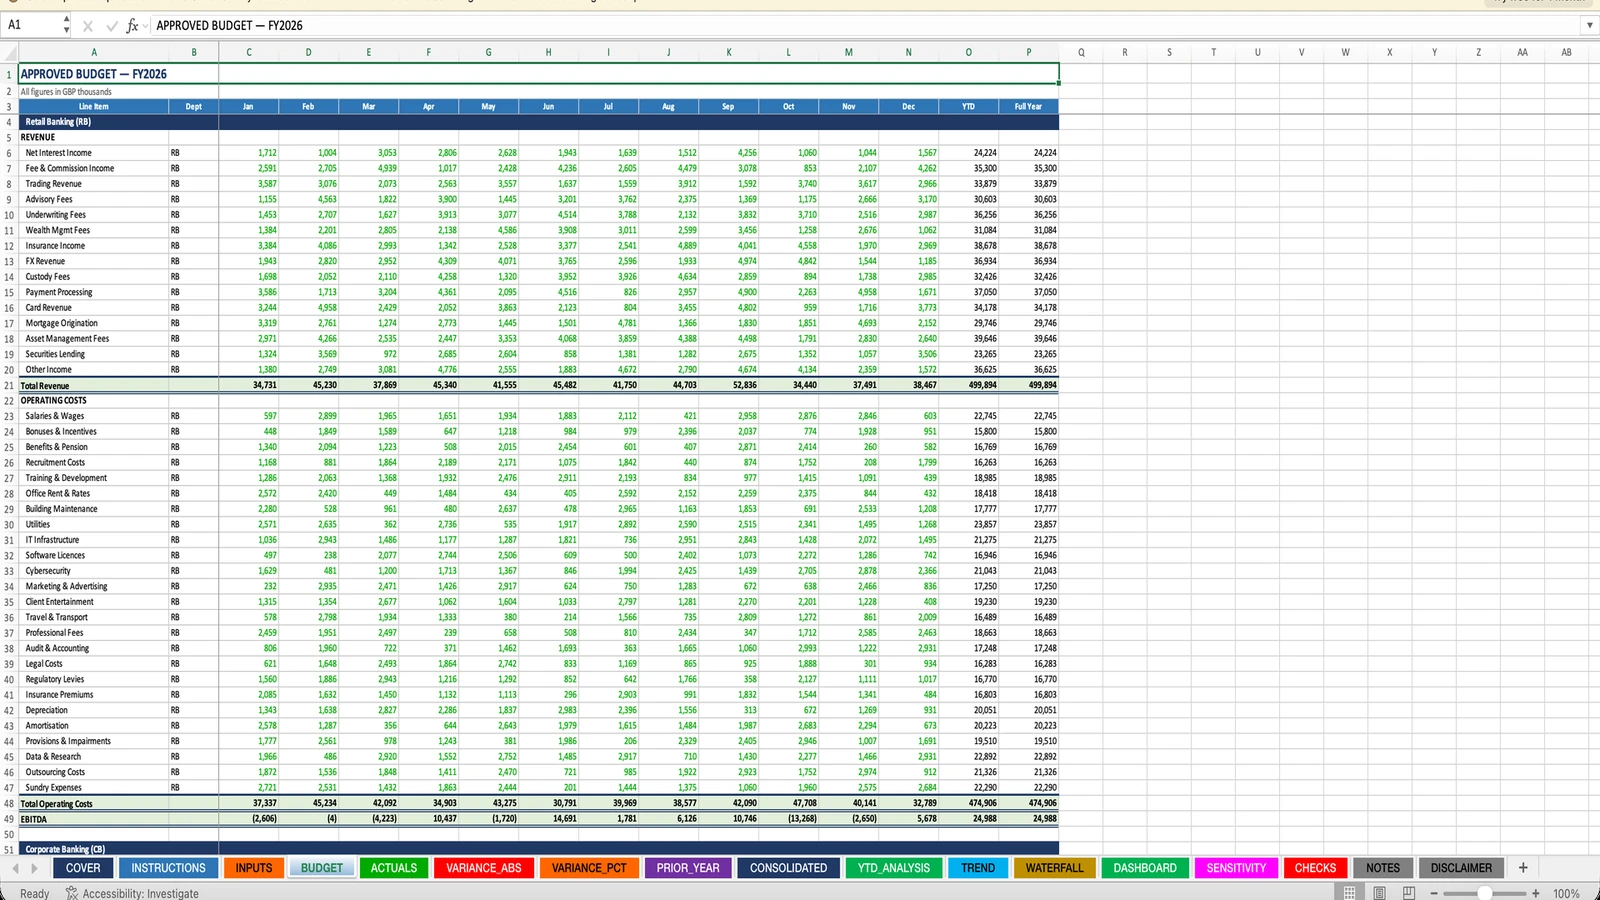 A1 fx APPROVED BUDGET — FY2026
A B C D E F G H I J K L M N O P Q R S T U V W X Y Z AA AB
1 APPROVED BUDGET — FY2026
2 All figures in GBP thousands
3 Line Item Dept Jan Feb Mar Apr May Jun Jul Aug Sep Oct Nov Dec YTD Full Year
4 Retail Banking (RB)
5 REVENUE
6 Net Interest Income RB 1,712 1,004 3,053 2,806 2,628 1,943 1,639 1,512 4,256 1,060 1,044 1,567 24,224 24,224
7 Fee & Commission Income RB 2,591 2,705 4,939 1,017 2,428 4,236 2,605 4,479 3,078 853 2,107 4,262 35,300 35,300
8 Trading Revenue RB 3,587 3,076 2,073 2,563 3,557 1,637 1,559 3,912 1,592 3,740 3,617 2,966 33,879 33,879
9 Advisory Fees RB 1,155 4,563 1,822 3,900 1,445 3,201 3,762 2,375 1,369 1,175 2,666 3,170 30,603 30,603
10 Underwriting Fees RB 1,453 2,707 1,627 3,913 3,077 4,514 3,788 2,132 3,832 3,710 2,516 2,987 36,256 36,256
11 Wealth Mgmt Fees RB 1,384 2,201 2,805 2,138 4,586 3,908 3,011 2,599 3,456 1,258 2,676 1,062 31,084 31,084
12 Insurance Income RB 3,384 4,086 2,993 1,342 2,528 3,377 2,541 4,889 4,041 4,558 1,970 2,969 38,678 38,678
13 FX Revenue RB 1,943 2,820 2,952 4,309 4,071 3,765 2,596 1,933 4,974 4,842 1,544 1,185 36,934 36,934
14 Custody Fees RB 1,698 2,052 2,110 4,258 1,320 3,952 3,926 4,634 2,859 894 1,738 2,985 32,426 32,426
15 Payment Processing RB 3,586 1,713 3,204 4,361 2,095 4,516 826 2,957 4,900 2,263 4,958 1,671 37,050 37,050
16 Card Revenue RB 3,244 4,958 2,429 2,052 3,863 2,123 804 3,455 4,802 959 1,716 3,773 34,178 34,178
17 Mortgage Origination RB 3,319 2,761 1,274 2,773 1,445 1,501 4,781 1,366 1,830 1,851 4,693 2,152 29,746 29,746
18 Asset Management Fees RB 2,971 4,266 2,535 2,447 3,353 4,068 3,859 4,388 4,498 1,791 2,830 2,640 39,646 39,646
19 Securities Lending RB 1,324 3,569 972 2,685 2,604 858 1,381 1,282 2,675 1,352 1,057 3,506 23,265 23,265
20 Other Income RB 1,380 2,749 3,081 4,776 2,555 1,883 4,672 2,790 4,674 4,134 2,359 1,572 36,625 36,625
21 Total Revenue 34,731 45,230 37,869 45,340 41,555 45,482 41,750 44,703 52,836 34,440 37,491 38,467 499,894 499,894
22 OPERATING COSTS
23 Salaries & Wages RB 597 2,899 1,965 1,651 1,934 1,883 2,112 421 2,958 2,876 2,846 603 22,745 22,745
24 Bonuses & Incentives RB 448 1,849 1,589 647 1,218 984 979 2,396 2,037 774 1,928 951 15,800 15,800
25 Benefits & Pension RB 1,340 2,094 1,223 508 2,015 2,454 601 407 2,871 2,414 260 582 16,769 16,769
26 Recruitment Costs RB 1,168 881 1,864 2,189 2,171 1,075 1,842 440 874 1,752 208 1,799 16,263 16,263
27 Training & Development RB 1,286 2,063 1,368 1,932 2,476 2,911 2,193 834 977 1,415 1,091 439 18,985 18,985
28 Office Rent & Rates RB 2,572 2,420 449 1,484 434 405 2,592 2,152 2,259 2,375 844 432 18,418 18,418
29 Building Maintenance RB 2,280 528 961 480 2,637 478 2,965 1,163 1,853 691 2,533 1,208 17,777 17,777
30 Utilities RB 2,571 2,635 362 2,736 535 1,917 2,892 2,590 2,515 2,341 1,495 1,268 23,857 23,857
31 IT Infrastructure RB 1,036 2,943 1,486 1,177 1,287 1,821 736 2,951 2,843 1,428 2,072 1,495 21,275 21,275
32 Software Licences RB 497 238 2,077 2,744 2,506 609 500 2,402 1,073 2,272 1,286 742 16,946 16,946
33 Cybersecurity RB 1,629 481 1,200 1,713 1,367 846 1,994 2,425 1,439 2,705 2,878 2,366 21,043 21,043
34 Marketing & Advertising RB 232 2,935 2,471 1,426 2,917 624 750 1,283 672 638 2,466 836 17,250 17,250
35 Client Entertainment RB 1,315 1,354 2,677 1,062 1,604 1,033 2,797 1,281 2,270 2,201 1,228 408 19,230 19,230
36 Travel & Transport RB 578 2,798 1,934 1,333 380 214 1,566 735 2,809 1,272 861 2,009 16,489 16,489
37 Professional Fees RB 2,459 1,951 2,497 239 658 508 810 2,434 347 1,712 2,585 2,463 18,663 18,663
38 Audit & Accounting RB 806 1,960 722 371 1,462 1,693 363 1,665 1,060 2,993 1,222 2,931 17,248 17,248
39 Legal Costs RB 621 1,648 2,493 1,864 2,742 833 1,169 865 925 1,888 301 934 16,283 16,283
40 Regulatory Levies RB 1,560 1,886 2,943 1,216 1,292 852 642 1,766 358 2,127 1,111 1,017 16,770 16,770
41 Insurance Premiums RB 2,085 1,632 1,450 1,132 1,113 296 2,903 991 1,832 1,544 1,341 484 16,803 16,803
42 Depreciation RB 1,343 1,638 2,827 2,286 1,837 2,983 2,396 1,556 313 672 1,269 931 20,051 20,051
43 Amortisation RB 2,578 1,287 356 644 2,643 1,979 1,615 1,484 1,987 2,683 2,294 673 20,223 20,223
44 Provisions & Impairments RB 1,777 2,561 978 1,243 381 1,986 206 2,329 2,405 2,946 1,007 1,691 19,510 19,510
45 Data & Research RB 1,966 486 2,920 1,552 2,752 1,485 2,917 710 1,430 2,277 1,466 2,931 22,892 22,892
46 Outsourcing Costs RB 1,872 1,536 1,848 1,411 2,470 721 985 1,922 2,923 1,752 2,974 912 21,326 21,326
47 Sundry Expenses RB 2,721 2,531 1,432 1,863 2,444 201 1,444 1,375 1,060 1,960 2,575 2,684 22,290 22,290
48 Total Operating Costs 37,337 45,234 42,092 34,903 43,275 30,791 39,969 38,577 42,090 47,708 40,141 32,789 474,906 474,906
49 EBITDA (2,606) (4) (4,223) 10,437 (1,720) 14,691 1,781 6,126 10,746 (13,268) (2,650) 5,678 24,988 24,988
50
51 Corporate Banking (CB)
COVER INSTRUCTIONS INPUTS BUDGET ACTUALS VARIANCE_ABS VARIANCE_PCT PRIOR_YEAR CONSOLIDATED YTD_ANALYSIS TREND WATERFALL DASHBOARD SENSITIVITY CHECKS NOTES DISCLAIMER +
Ready Accessibility: Investigate − + 100%